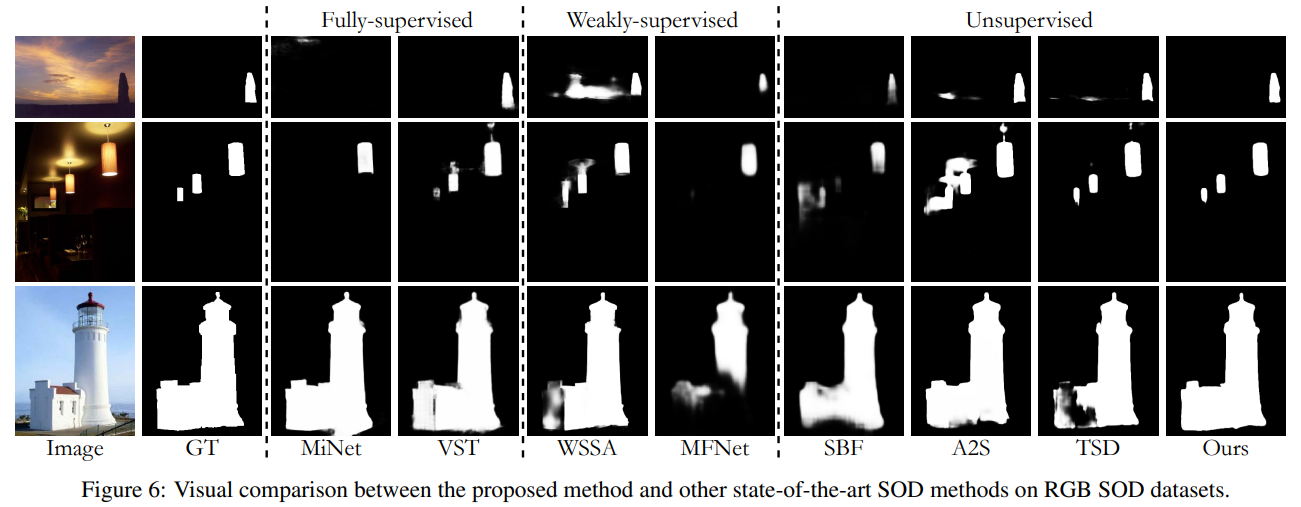 Fully-supervised Weakly-supervised Unsupervised
Image GT MiNet VST WSSA MFNet SBF A2S TSD Ours
Figure 6: Visual comparison between the proposed method and other state-of-the-art SOD methods on RGB SOD datasets.